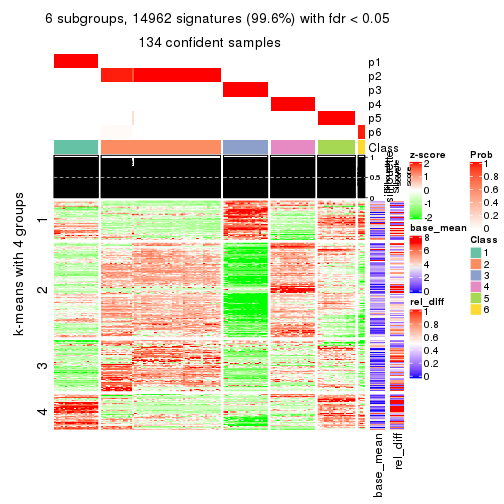 6 subgroups, 14962 signatures (99.6%) with fdr < 0.05
134 confident samples
p1
p2
p3
p4
p5
p6
Class
1
0.5
0
silhouette
k-means with 4 groups
1
2
3
4
base_mean
rel_diff
z-score
2
1
0
-1
-2
base_mean
8
6
4
2
0
rel_diff
1
0.8
0.6
0.4
0.2
0
Prob
1
0.8
0.6
0.4
0.2
0
Class
1
2
3
4
5
6